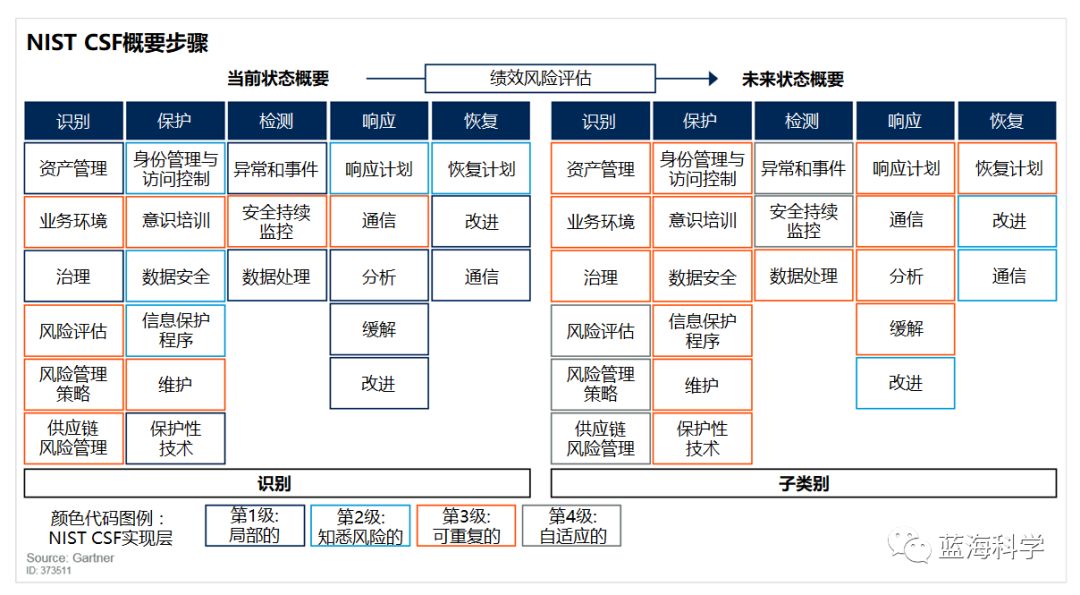 NIST CSF概要步骤
当前状态概要
绩效风险评估
未来状态概要
识别 保护 检测 响应 恢复
资产管理
身份管理与
访问控制
异常和事件
响应计划
恢复计划
业务环境
意识培训
安全持续
监控
通信
改进
治理
数据安全
数据处理
分析
通信
风险评估
信息保护
程序
缓解
风险管理
策略
维护
改进
供应链
风险管理
保护性
技术
识别
识别 保护 检测 响应 恢复
资产管理
身份管理与
访问控制
异常和事件
响应计划
恢复计划
业务环境
意识培训
安全持续
监控
通信
改进
治理
数据安全
数据处理
分析
通信
风险评估
信息保护
程序
缓解
风险管理
策略
维护
改进
供应链
风险管理
保护性
技术
子类别
颜色代码图例：
NIST CSF实现层
第1级:
局部的
第2级:
知悉风险的
第3级:
可重复的
第4级:
自适应的
Source: Gartner
ID: 373511
蓝海科学